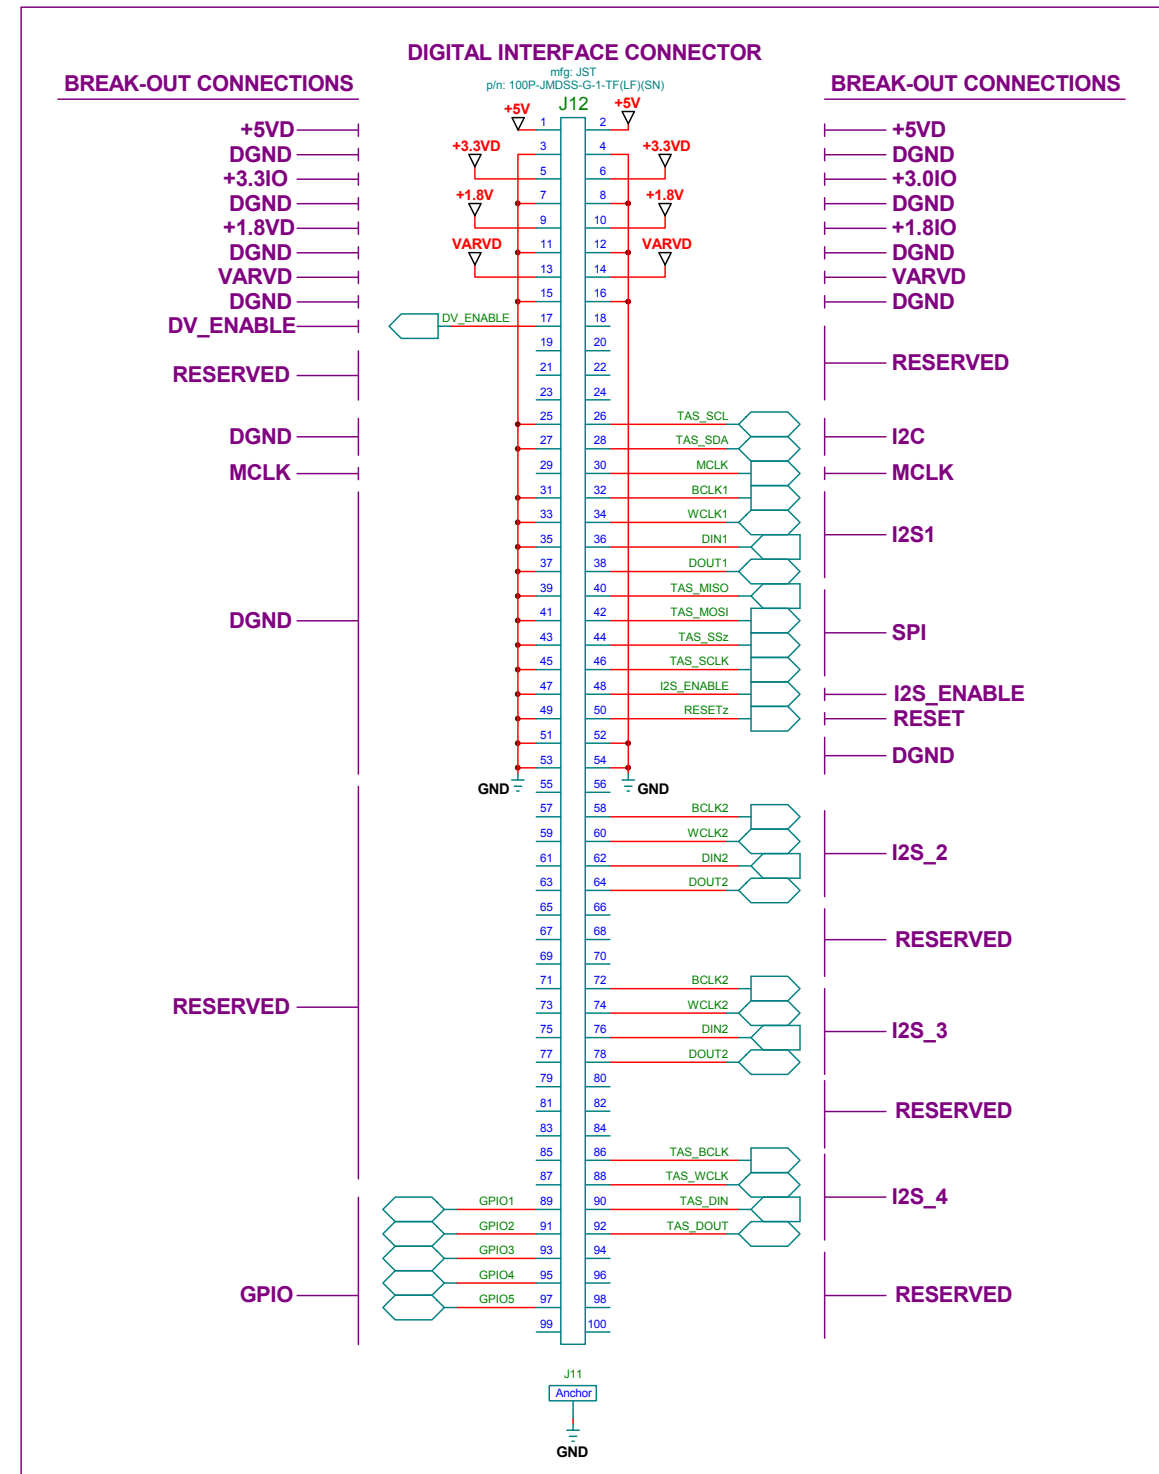 DIGITAL INTERFACE CONNECTOR
mfg: JST
p/n: 100P-JMDSS-G-1-TF(LF)(SN)
J12
BREAK-OUT CONNECTIONS BREAK-OUT CONNECTIONS
+5V +5V
+5VD 1 2 +5VD
DGND 3 4 DGND
+3.3VD +3.3VD
+3.3IO 5 6 +3.0IO
DGND 7 8 DGND
+1.8V +1.8V
+1.8VD 9 10 +1.8IO
DGND 11 12 DGND
VARVD VARVD
VARVD 13 14 VARVD
DGND 15 16 DGND
DV_ENABLE DV_ENABLE 17 18
19 20
RESERVED 21 22 RESERVED
23 24
25 26 TAS_SCL
DGND I2C
27 28 TAS_SDA
MCLK 29 30 MCLK MCLK
31 32 BCLK1
33 34 WCLK1
I2S1
35 36 DIN1
37 38 DOUT1
39 40 TAS_MISO
DGND 41 42 TAS_MOSI
SPI
43 44 TAS_SSz
45 46 TAS_SCLK
47 48 I2S_ENABLE I2S_ENABLE
49 50 RESETz RESET
51 52
DGND
53 54
GND GND
55 56
57 58 BCLK2
59 60 WCLK2
I2S_2
61 62 DIN2
63 64 DOUT2
65 66
67 68 RESERVED
69 70
71 72 BCLK2
RESERVED 73 74 WCLK2
I2S_3
75 76 DIN2
77 78 DOUT2
79 80
81 82 RESERVED
83 84
85 86 TAS_BCLK
87 88 TAS_WCLK
I2S_4
GPIO1 89 90 TAS_DIN
GPIO2 91 92 TAS_DOUT
GPIO3 93 94
GPIO4 95 96
GPIO GPIO5 97 98 RESERVED
99 100
J11
Anchor
GND